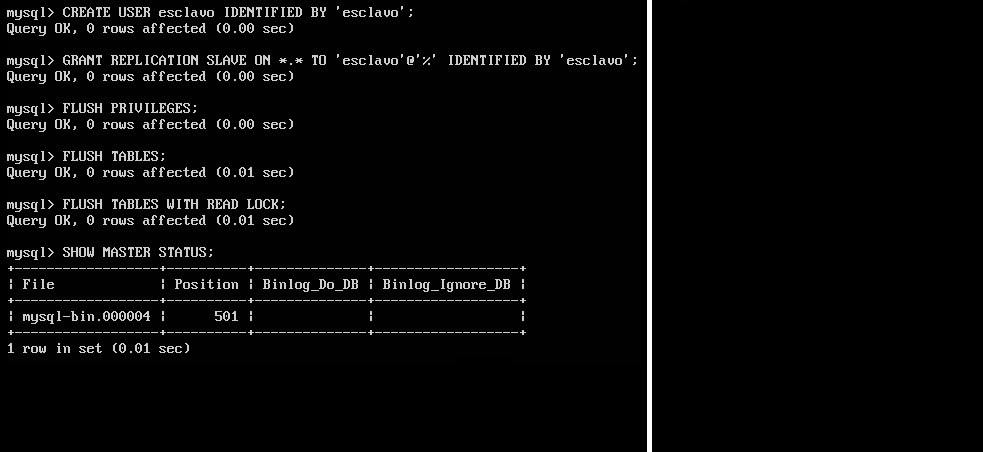 mysql> CREATE USER esclavo IDENTIFIED BY 'esclavo';
Query OK, 0 rows affected (0.00 sec)
mysql> GRANT REPLICATION SLAVE ON *.* TO 'esclavo'@'%' IDENTIFIED BY 'esclavo';
Query OK, 0 rows affected (0.00 sec)
mysql> FLUSH PRIVILEGES;
Query OK, 0 rows affected (0.00 sec)
mysql> FLUSH TABLES;
Query OK, 0 rows affected (0.01 sec)
mysql> FLUSH TABLES WITH READ LOCK;
Query OK, 0 rows affected (0.01 sec)
mysql> SHOW MASTER STATUS;
+------------------+----------+--------------+------------------+
| File             | Position | Binlog_Do_DB | Binlog_Ignore_DB |
+------------------+----------+--------------+------------------+
| mysql-bin.000004 |      501 |              |                  |
+------------------+----------+--------------+------------------+
1 row in set (0.01 sec)